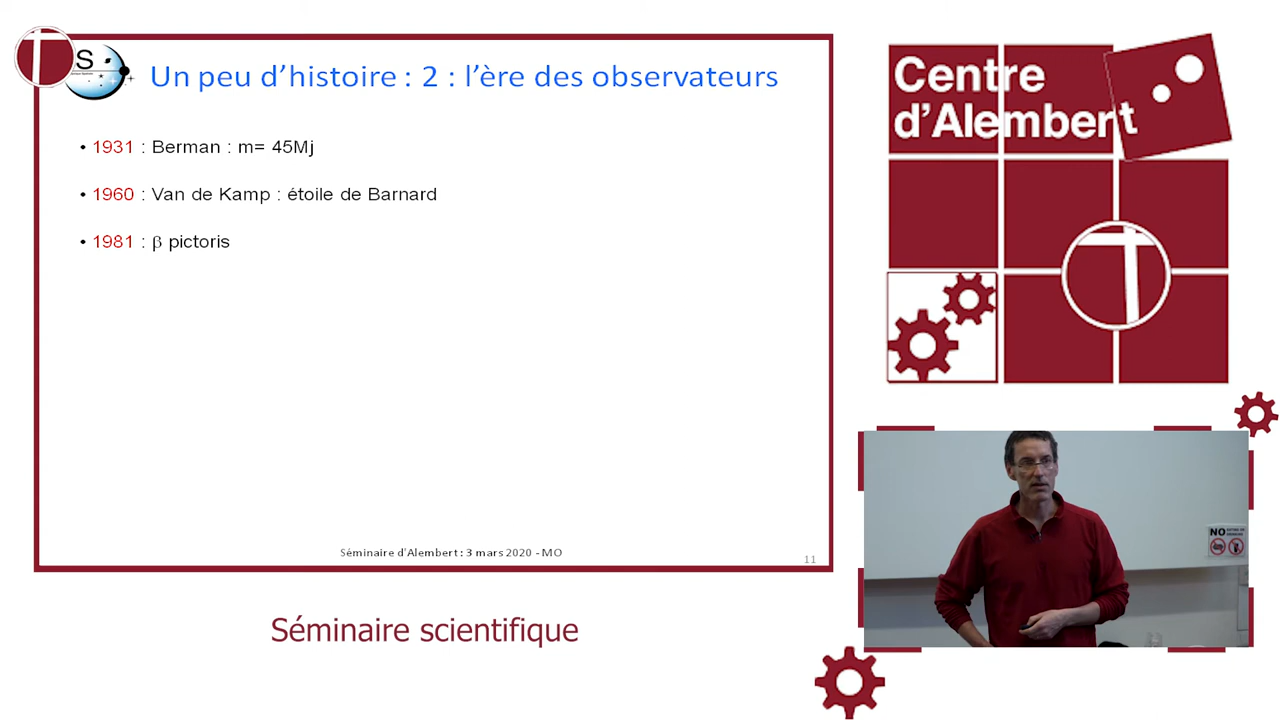 S
Un peu d’histoire : 2 : l’ère des observateurs
• 1931 : Berman : m= 45Mj
• 1960 : Van de Kamp : étoile de Barnard
• 1981 : β pictoris
Séminaire d'Alembert : 3 mars 2020 - MO
11
Séminaire scientifique
Centre
d'Alembert
NO